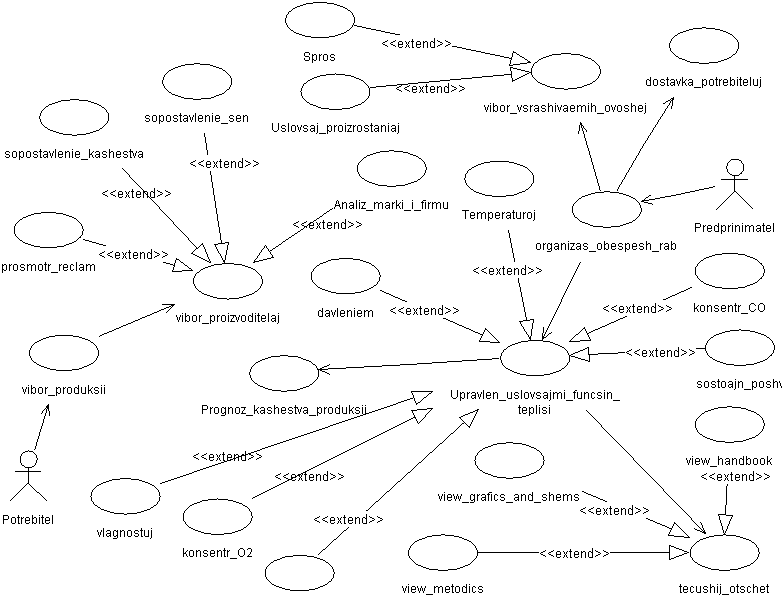 Spros
<<extend>>
dostavka_potrebiteluj
sopostavlenie_sen
<<extend>>
vibor_vsrashivaemih_ovoshej
Uslovsaj_proizrostaniaj
sopostavlenie_kashestva
<<extend>>
<<extend>>
Analiz_marki_i_firmu
<<extend>>
Temperaturoj
Predprinimatel
organizas_obespesh_rab
prosmotr_reclam
<<extend>>
<<extend>>
vibor_proizvoditelaj
davleniem
<<extend>>
<<extend>>
konsentr_CO
<<extend>>
sostoajn_poshv
vibor_produksii
Prognoz_kashestva_produksii
Upravlen_uslovsajmi_funcsin_
teplisi
<<extend>>
view_handbook
<<extend>>
<<extend>>
view_grafics_and_shems
<<extend>>
Potrebitel
vlagnostuj
<<extend>>
konsentr_O2
<<extend>>
view_metodics
tecushij_otschet